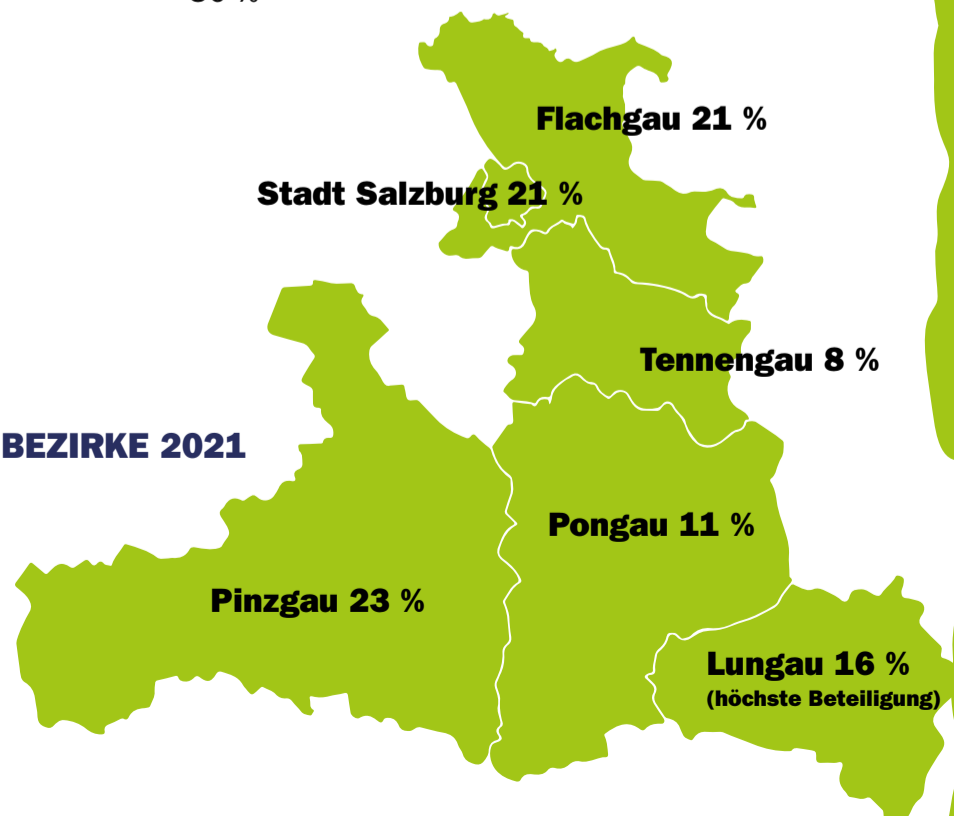 Flachgau 21 %
Stadt Salzburg 21 %
Tennengau 8 %
BEZIRKE 2021
Pongau 11 %
Pinzgau 23 %
Lungau 16 %
(höchste Beteiligung)